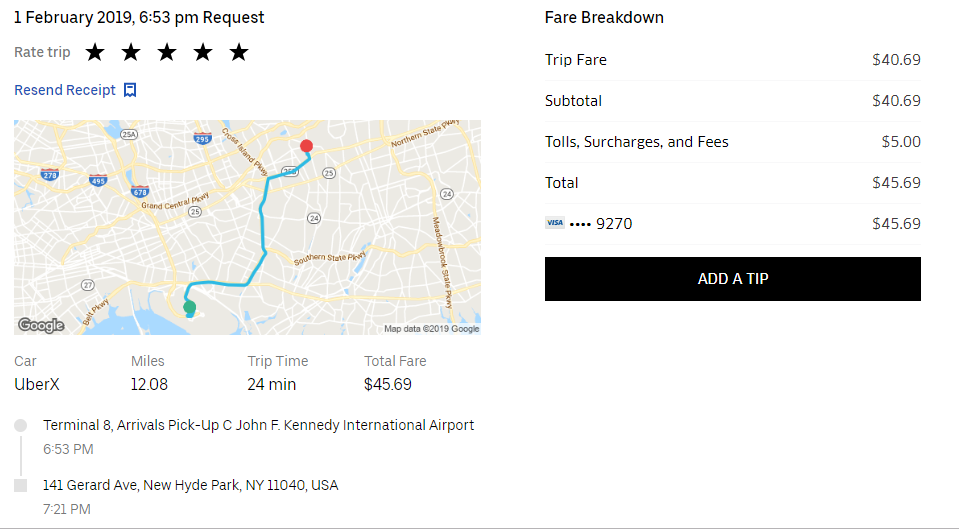 1 February 2019, 6:53 pm Request
Rate trip
Resend Receipt
25A
295
Cross Island Pkwy
Northern State Pkwy
278
495
678
25B
25
Grand Central Pkwy
25
24
24
Southern State Pkwy
Meadowbrook State Pkwy
27
Belt Pkwy
Google
Map data ©2019 Google
Car Miles Trip Time Total Fare
UberX 12.08 24 min $45.69
Terminal 8, Arrivals Pick-Up C John F. Kennedy International Airport
6:53 PM
141 Gerard Ave, New Hyde Park, NY 11040, USA
7:21 PM
Fare Breakdown
Trip Fare $40.69
Subtotal $40.69
Tolls, Surcharges, and Fees $5.00
Total $45.69
VISA •••• 9270 $45.69
ADD A TIP